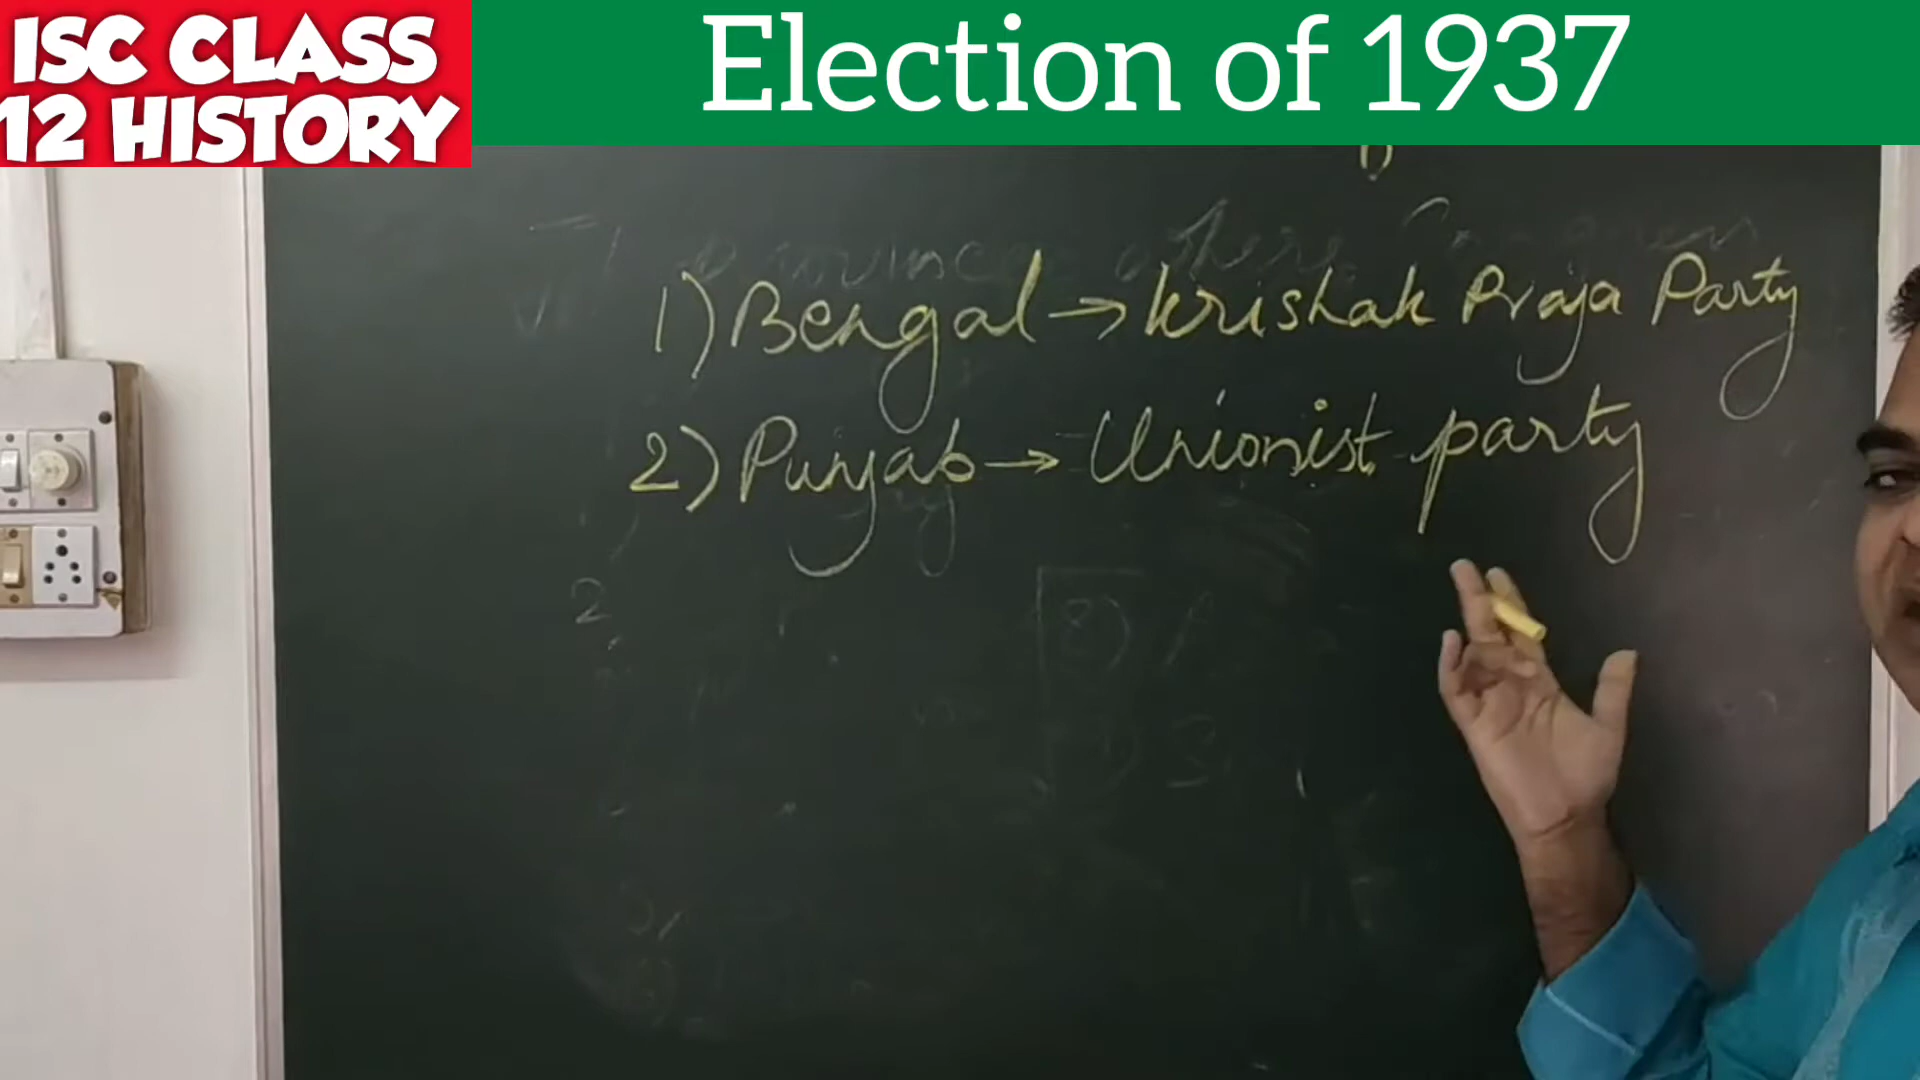 ISC CLASS
12 HISTORY
Election of 1937
1) Bengal → Krishak Praja Party
2) Punjab → Unionist party